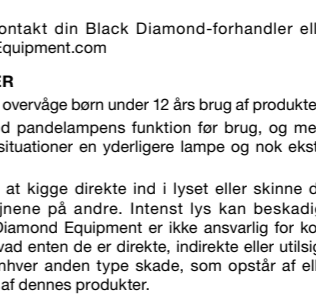 ontakt din Black Diamond-forhandler ell
Equipment.com
ER
overvåge børn under 12 års brug af produkte
d pandelampens funktion før brug, og me
situationer en yderligere lampe og nok ekst
at kigge direkte ind i lyset eller skinne d
jnene på andre. Intenst lys kan beskadig
Diamond Equipment er ikke ansvarlig for ko
vad enten de er direkte, indirekte eller utilsig
nhver anden type skade, som opstår af el
af dennes produkter.